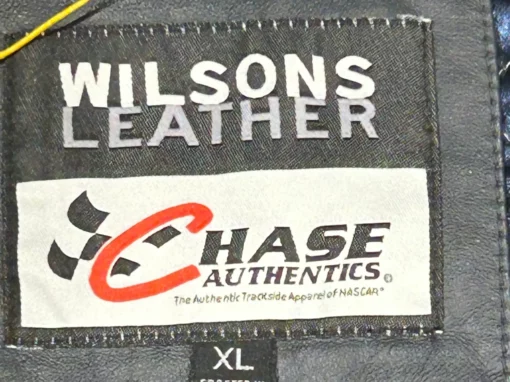 WILSONS
LEATHER
CHASE
AUTHENTICS®
The Authentic Trackside Apparel of NASCAR®
XL